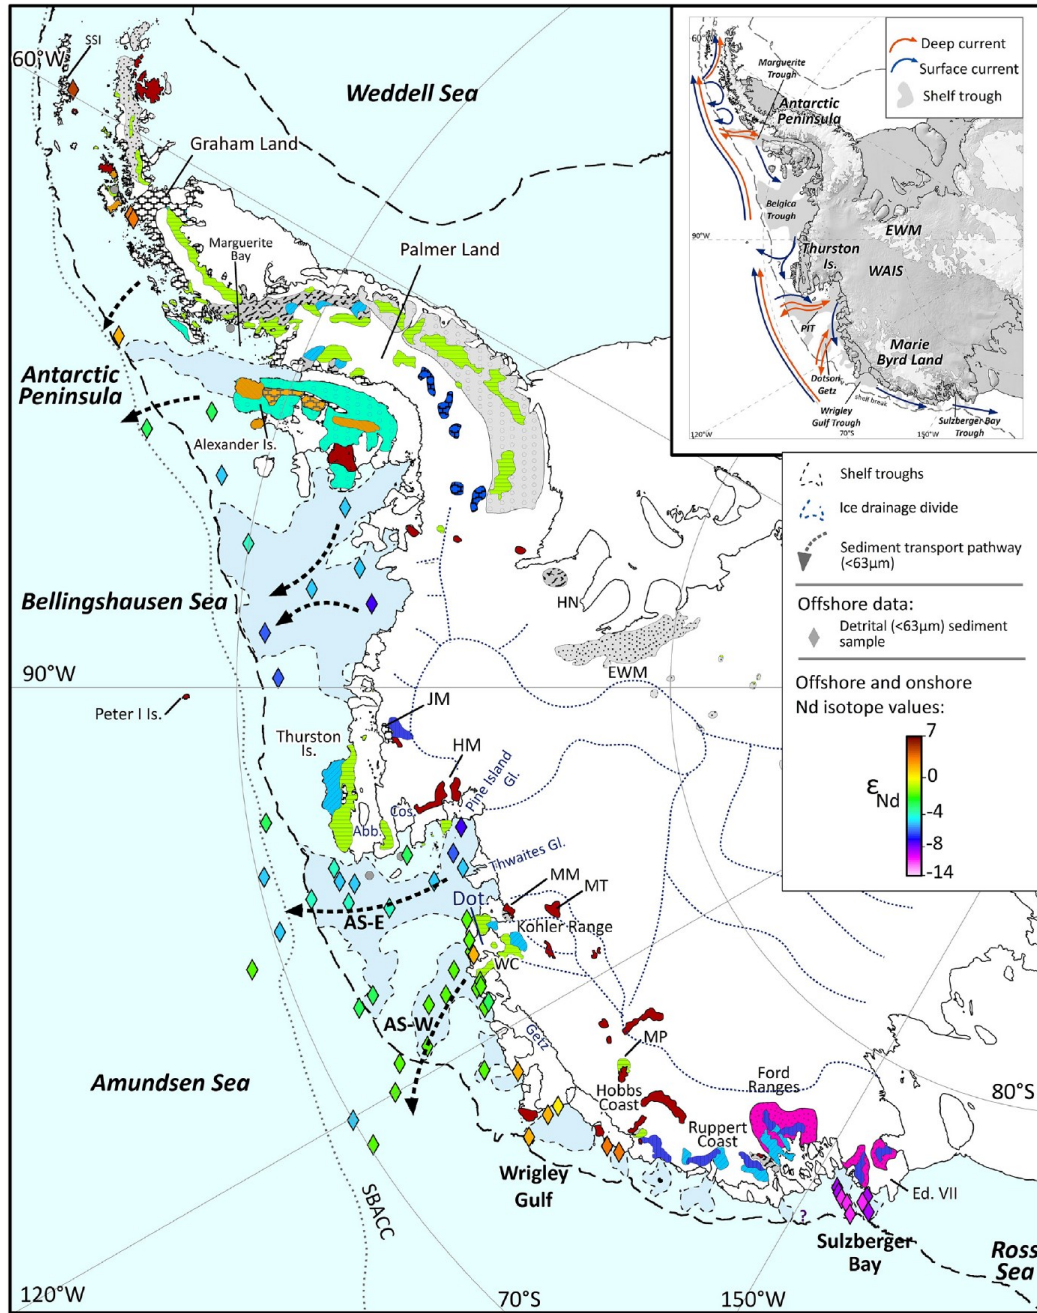 SSI
60°W
Weddell Sea
Graham Land
Marguerite
Bay
Palmer Land
Antarctic
Peninsula
Alexander Is.
Bellingshausen Sea
HN
EWM
90°W
Peter I Is.
JM
Thurston
Is.
HM
Pine Island
Gl.
Cos.
Abb.
Thwaites Gl.
MM
MT
Dot.
Kohler Range
AS-E
WC
AS-W
Getz
MP
Amundsen Sea
Hobbs
Coast
Ford
Ranges
80°S
Ruppert
Coast
Wrigley
Gulf
Ed. VII
?
SBACC
Sulzberger
Bay
Ross
Sea
120°W
70°S
150°W
60°W
Marguerite
Trough
Deep current
Surface current
Shelf trough
Antarctic
Peninsula
Belgica
Trough
90°W
EWM
Thurston
Is.
WAIS
PIT
Marie
Byrd Land
Dotson-
Getz
shelf break
Wrigley
Gulf Trough
Sulzberger Bay
Trough
120°W
70°S
150°W
Shelf troughs
Ice drainage divide
Sediment transport pathway
(<63µm)
Offshore data:
Detrital (<63µm) sediment
sample
Offshore and onshore
Nd isotope values:
7
0
εNd
-4
-8
-14